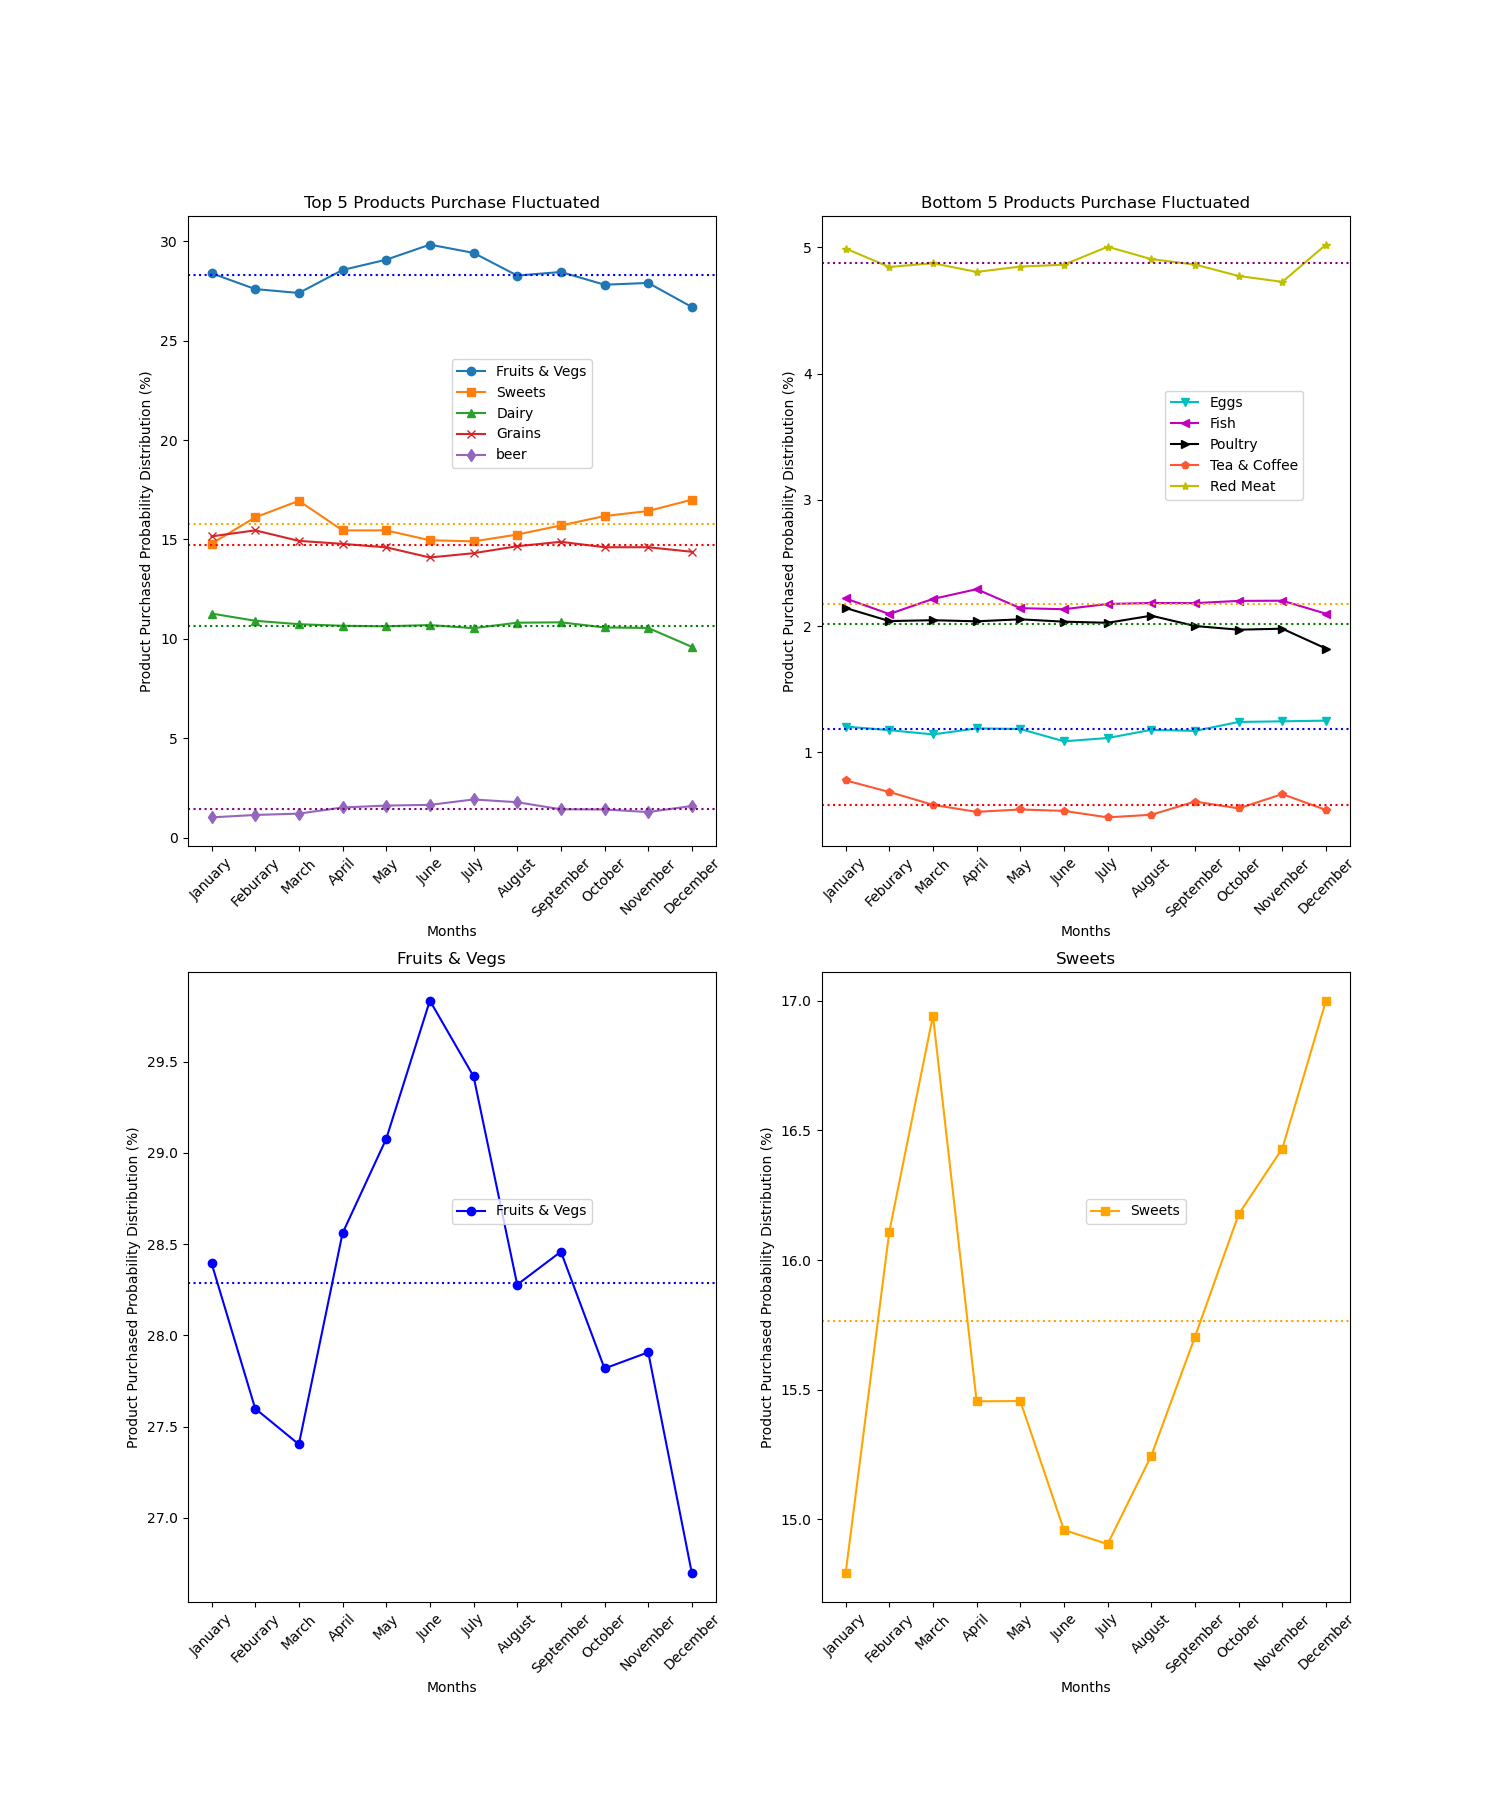 Top 5 Products Purchase Fluctuated
Product Purchased Probability Distribution (%)
30
25
20
15
10
5
0
Fruits & Vegs
Sweets
Dairy
Grains
beer
January
Feburary
March
April
May
June
July
August
September
October
November
December
Months
Bottom 5 Products Purchase Fluctuated
Product Purchased Probability Distribution (%)
5
4
3
2
1
Eggs
Fish
Poultry
Tea & Coffee
Red Meat
January
Feburary
March
April
May
June
July
August
September
October
November
December
Months
Fruits & Vegs
Product Purchased Probability Distribution (%)
29.5
29.0
28.5
28.0
27.5
27.0
Fruits & Vegs
January
Feburary
March
April
May
June
July
August
September
October
November
December
Months
Sweets
Product Purchased Probability Distribution (%)
17.0
16.5
16.0
15.5
15.0
Sweets
January
Feburary
March
April
May
June
July
August
September
October
November
December
Months